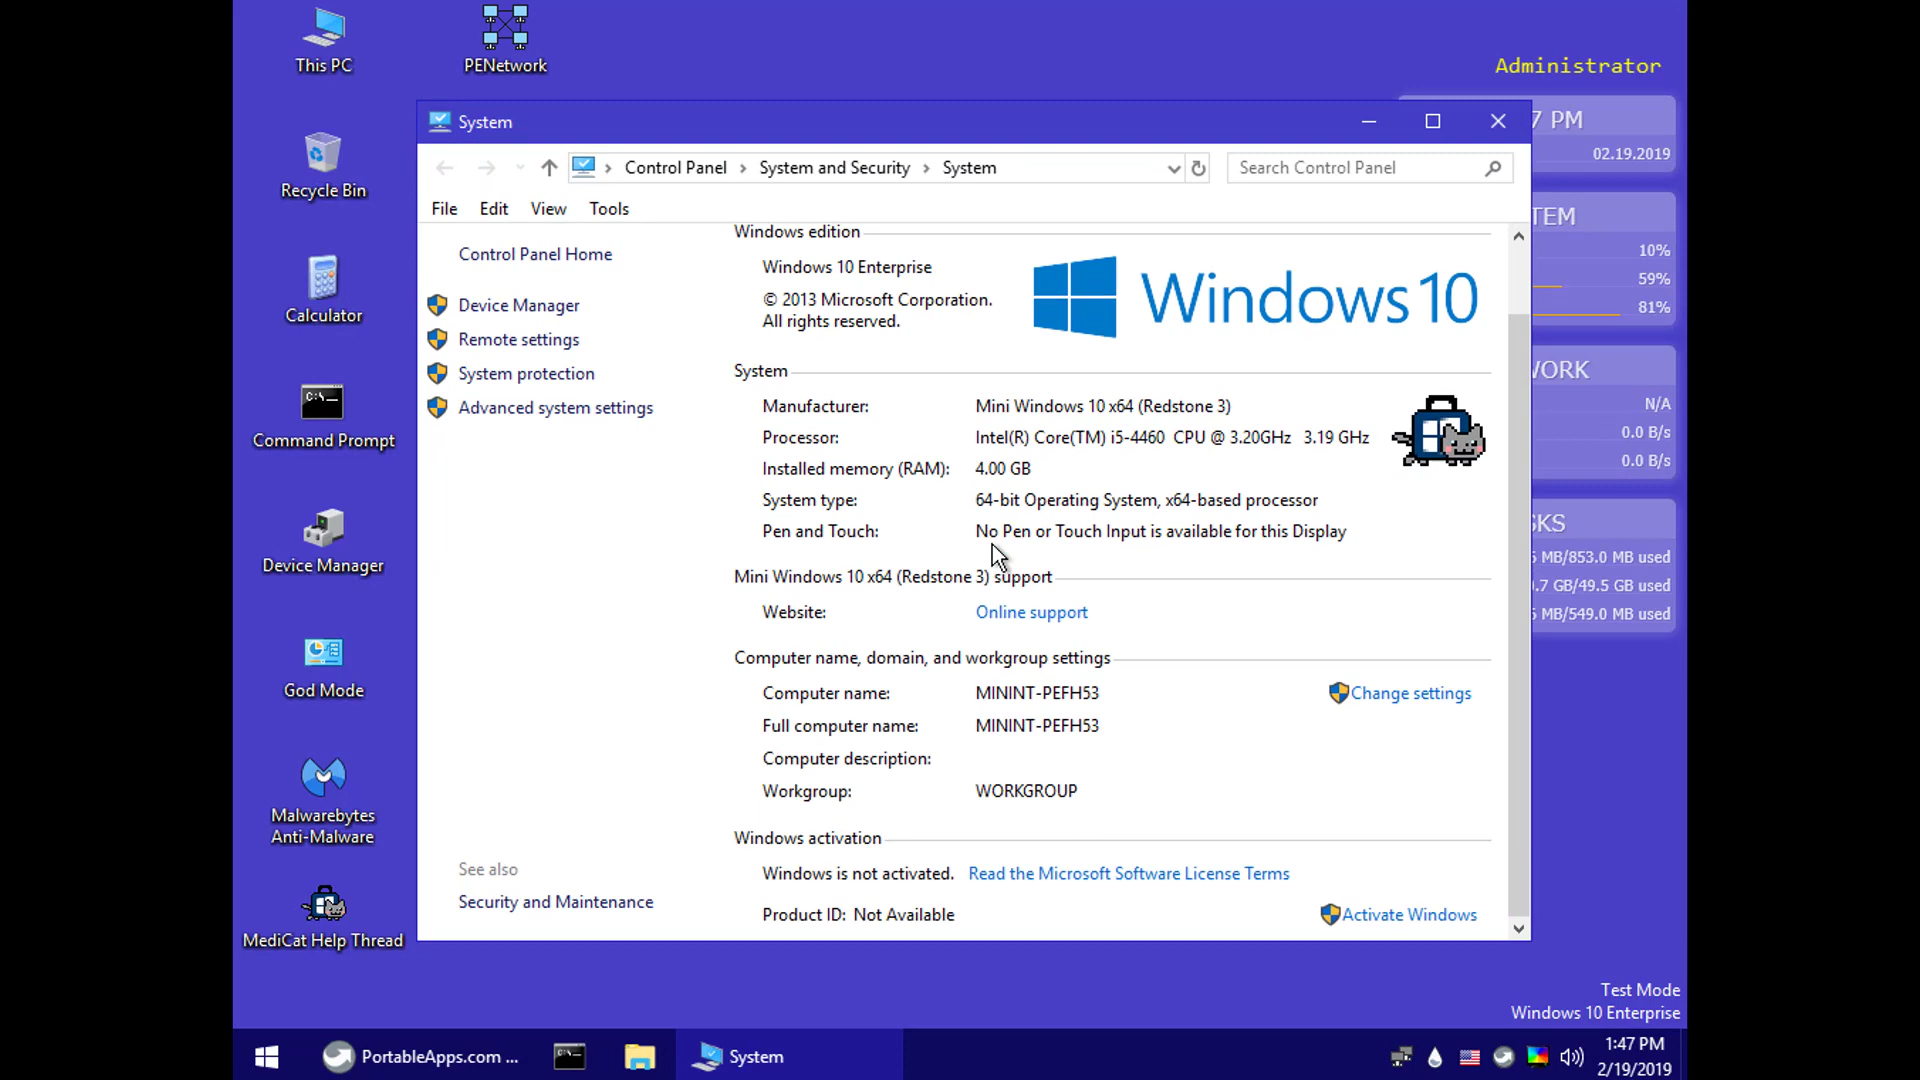 This PC
PENetwork
Recycle Bin
Calculator
C:\
Command Prompt
Device Manager
God Mode
Malwarebytes
Anti-Malware
MediCat Help Thread
Administrator
7 PM
02.19.2019
TEM
10%
59%
81%
WORK
N/A
0.0 B/s
0.0 B/s
SKS
MB/853.0 MB used
.7 GB/49.5 GB used
MB/549.0 MB used
System
Control Panel > System and Security > System
Search Control Panel
File Edit View Tools
Control Panel Home
Device Manager
Remote settings
System protection
Advanced system settings
See also
Security and Maintenance
Windows edition
Windows 10 Enterprise
© 2013 Microsoft Corporation.
All rights reserved.
Windows 10
System
Manufacturer: Mini Windows 10 x64 (Redstone 3)
Processor: Intel(R) Core(TM) i5-4460 CPU @ 3.20GHz 3.19 GHz
Installed memory (RAM): 4.00 GB
System type: 64-bit Operating System, x64-based processor
Pen and Touch: No Pen or Touch Input is available for this Display
Mini Windows 10 x64 (Redstone 3) support
Website: Online support
Computer name, domain, and workgroup settings
Computer name: MININT-PEFH53
Change settings
Full computer name: MININT-PEFH53
Computer description:
Workgroup: WORKGROUP
Windows activation
Windows is not activated. Read the Microsoft Software License Terms
Product ID: Not Available
Activate Windows
Test Mode
Windows 10 Enterprise
PortableApps.com ...
System
1:47 PM
2/19/2019